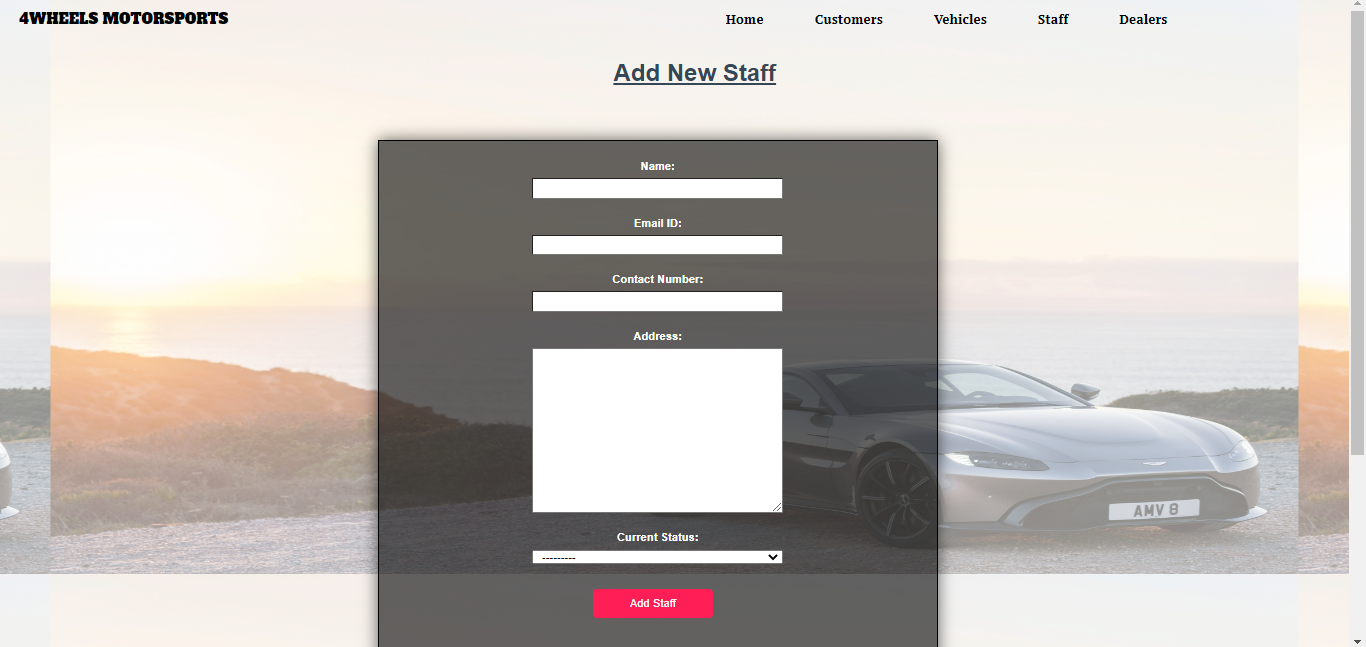 4WHEELS MOTORSPORTS
Home Customers Vehicles Staff Dealers
Add New Staff
Name:
Email ID:
Contact Number:
Address:
AMV 8
Current Status:
---------
Add Staff